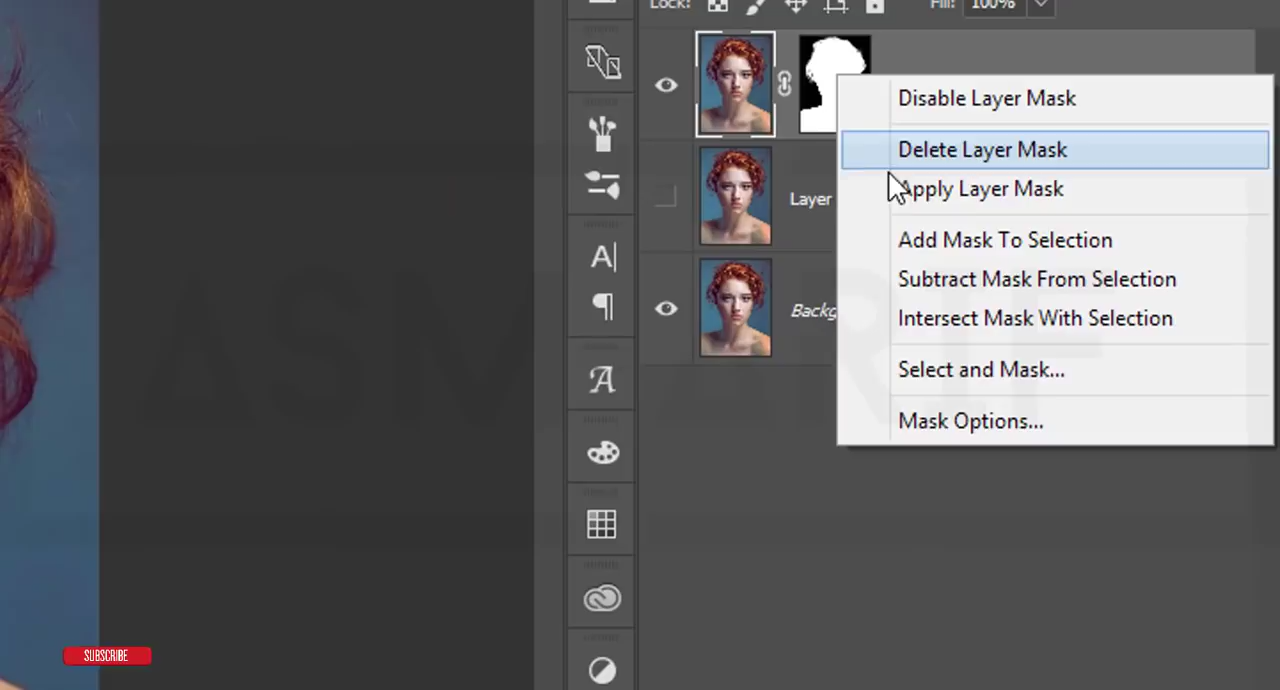 Lock:
Fill: 100%
Disable Layer Mask
Delete Layer Mask
Apply Layer Mask
Layer
Add Mask To Selection
Subtract Mask From Selection
Backg
Intersect Mask With Selection
Select and Mask...
Mask Options...
SUBSCRIBE